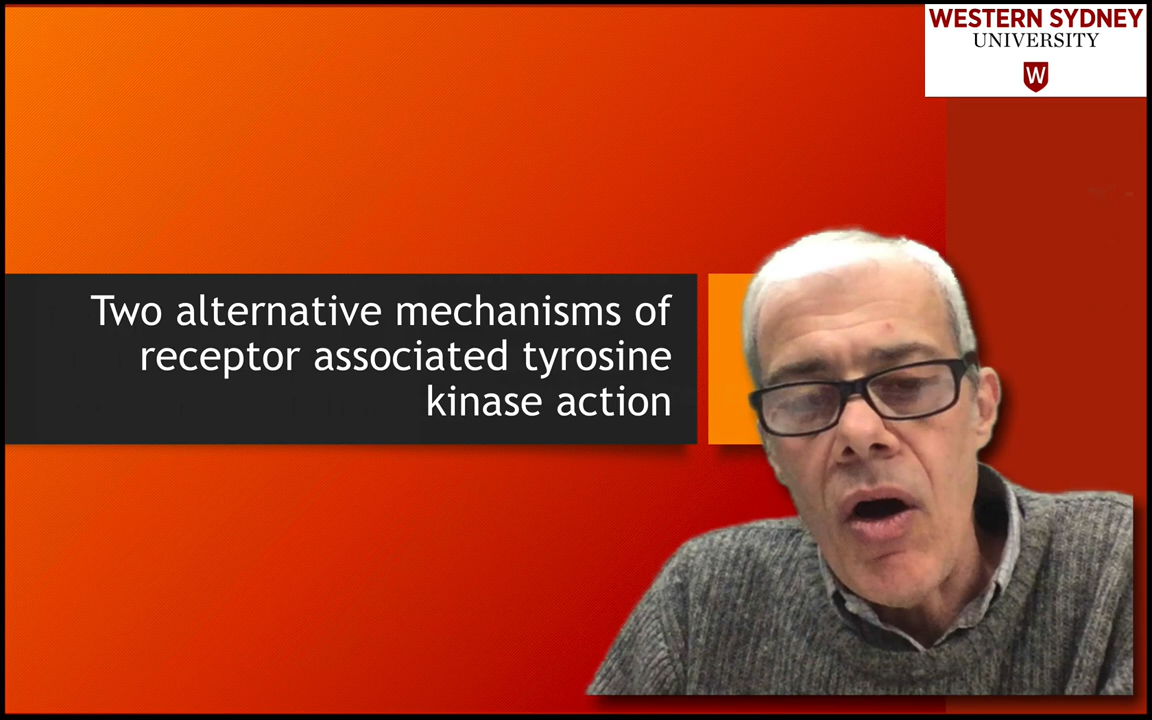 WESTERN SYDNEY
UNIVERSITY
W
Two alternative mechanisms of
receptor associated tyrosine
kinase action